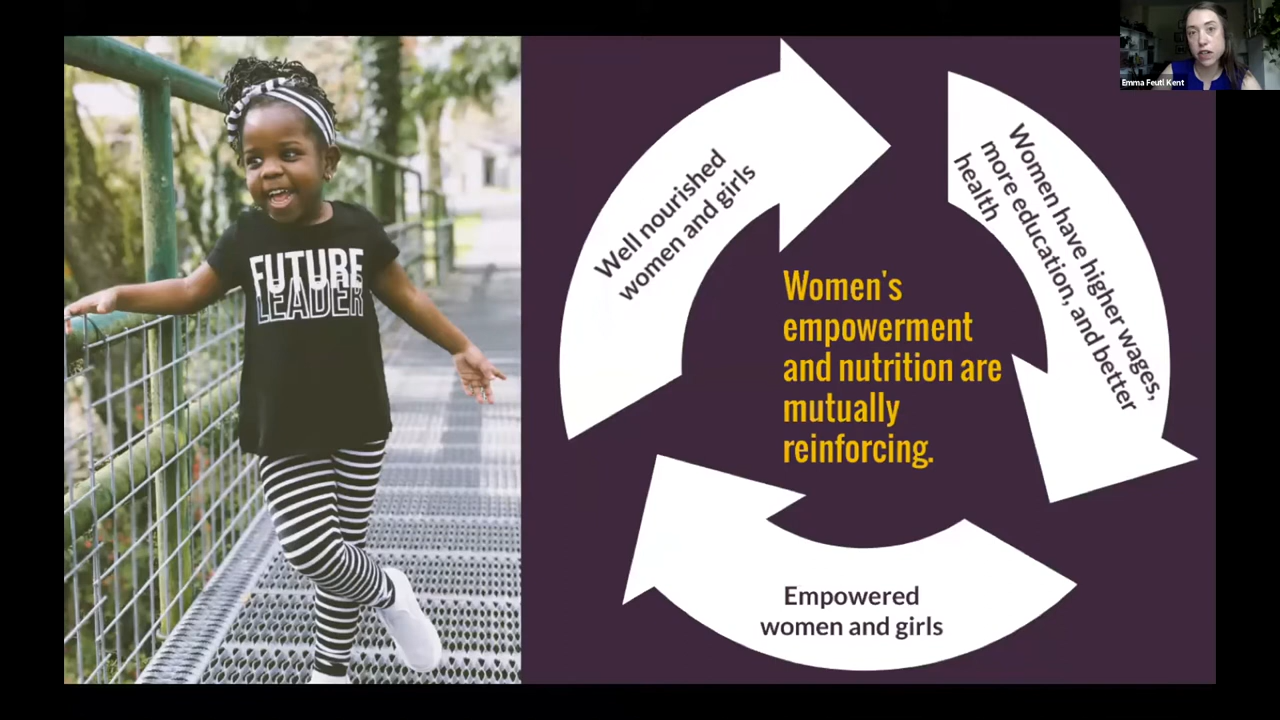 FUTURE
LEADER
Well nourished
women and girls
Women have higher wages,
more education, and better
health
Women's
empowerment
and nutrition are
mutually
reinforcing.
Empowered
women and girls
Emma Feutl Kent